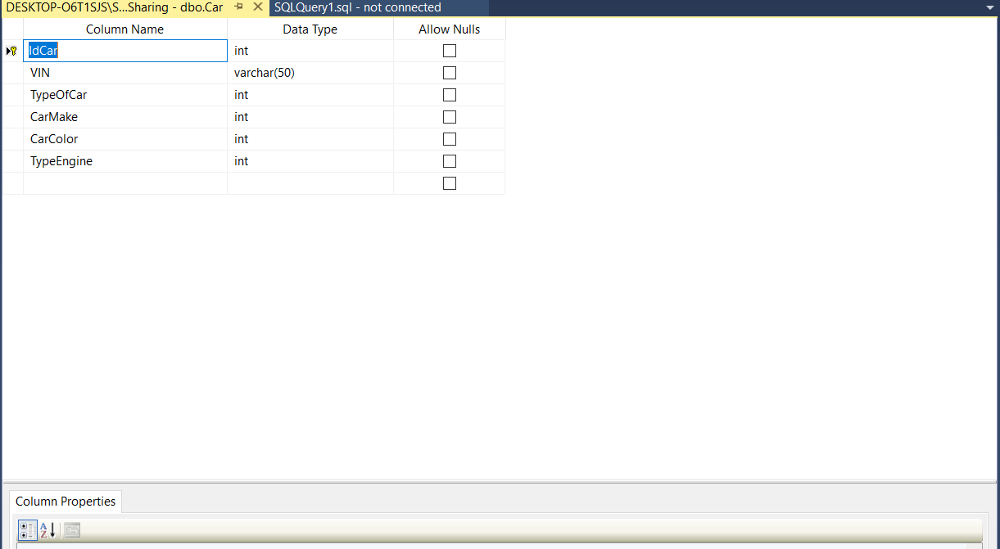 DESKTOP-O6T1SJS\S...Sharing - dbo.Car SQLQuery1.sql - not connected
Column Name Data Type Allow Nulls
IdCar int
VIN varchar(50)
TypeOfCar int
CarMake int
CarColor int
TypeEngine int
Column Properties